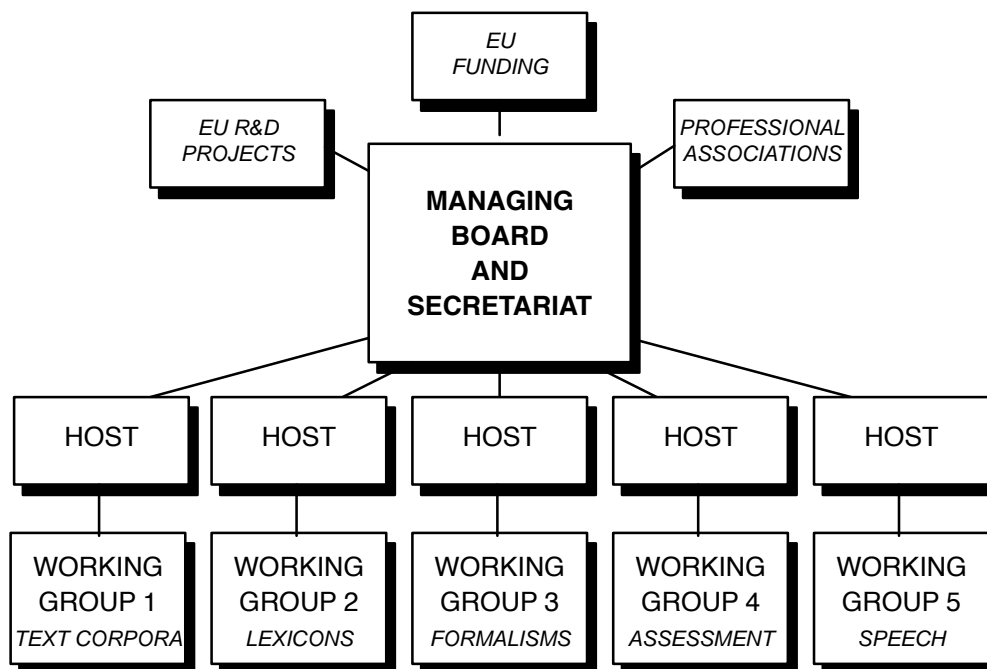 EU
FUNDING
EU R&D
PROJECTS
PROFESSIONAL
ASSOCIATIONS
MANAGING
BOARD
AND
SECRETARIAT
HOST
HOST
HOST
HOST
HOST
WORKING
GROUP 1
TEXT CORPORA
WORKING
GROUP 2
LEXICONS
WORKING
GROUP 3
FORMALISMS
WORKING
GROUP 4
ASSESSMENT
WORKING
GROUP 5
SPEECH